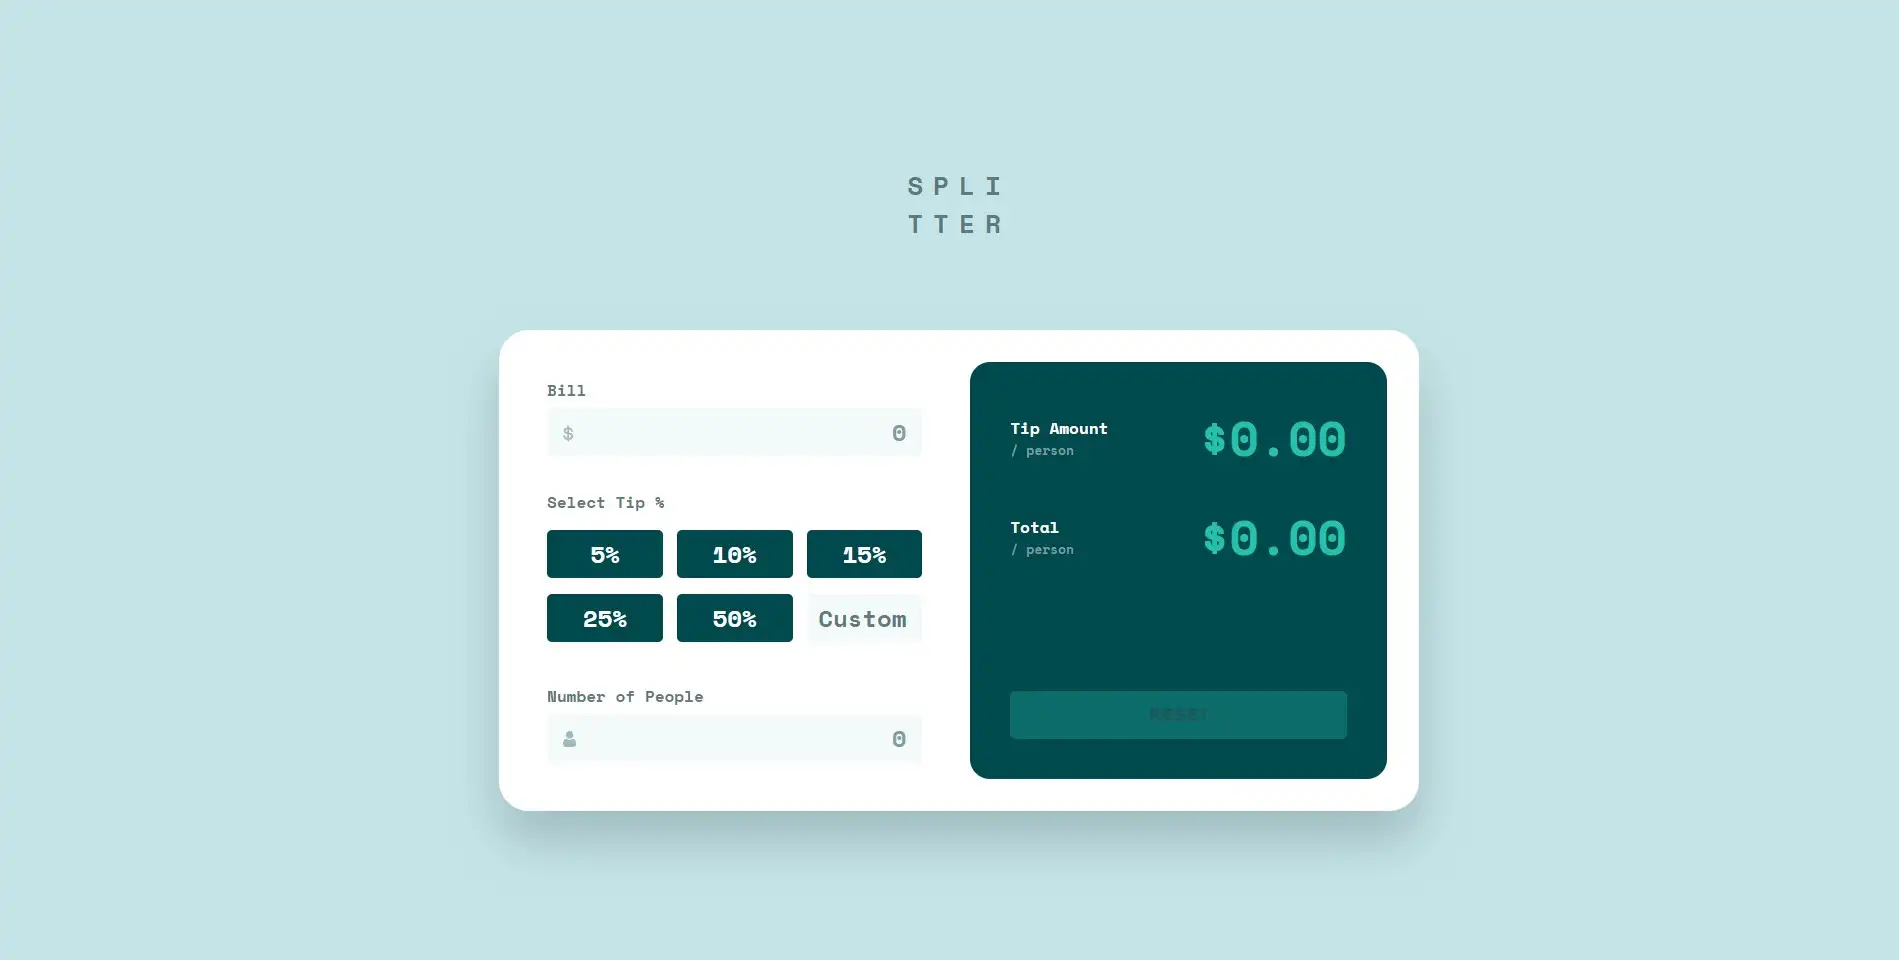 SPLI
TTER
Bill
$ 0
Select Tip %
5% 10% 15%
25% 50% Custom
Number of People
0
Tip Amount
/ person
$0.00
Total
/ person
$0.00
RESET